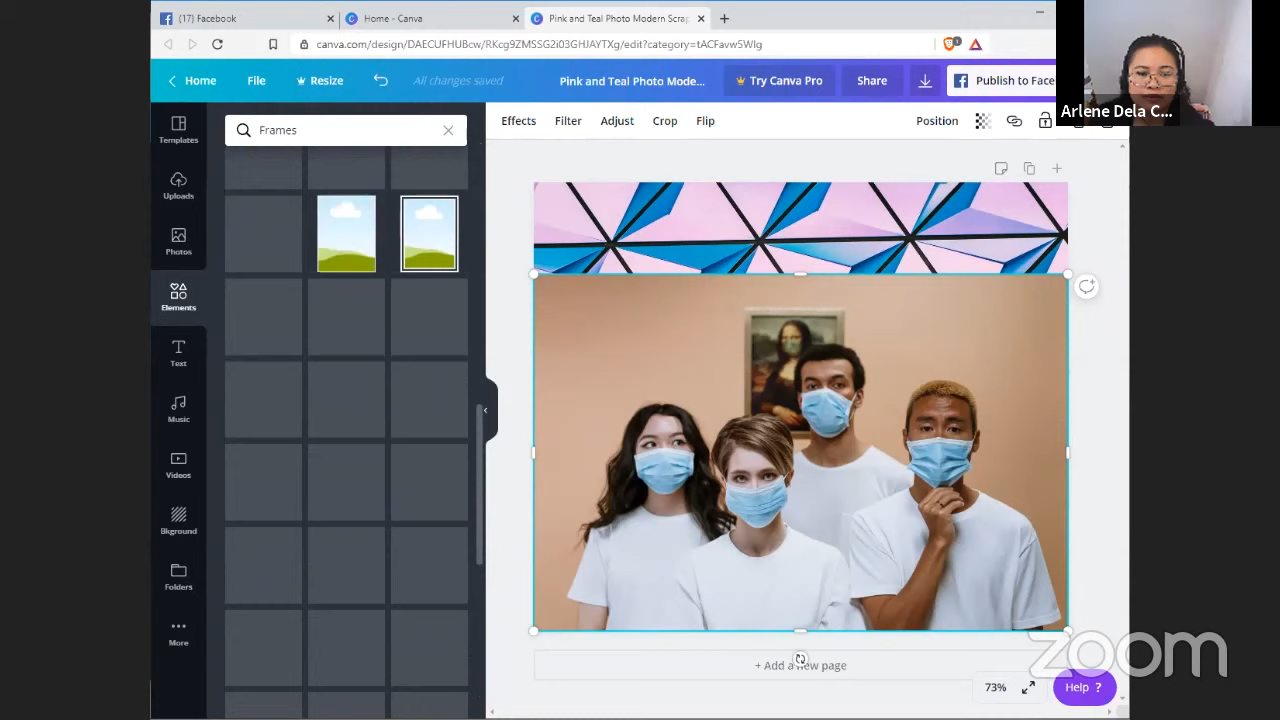 (17) Facebook
Home - Canva
Pink and Teal Photo Modern Scrap
canva.com/design/DAECUFHUBcw/RKcg9ZMSSG2i03GHJAYTXg/edit?category=tACFavw5WIg
Home
File
Resize
All changes saved
Pink and Teal Photo Mode...
Try Canva Pro
Share
Publish to Face
Arlene Dela C...
Templates
Uploads
Photos
Elements
Text
Music
Videos
Bkground
Folders
More
Frames
Effects
Filter
Adjust
Crop
Flip
Position
+ Add a new page
73%
Help ?
zoom